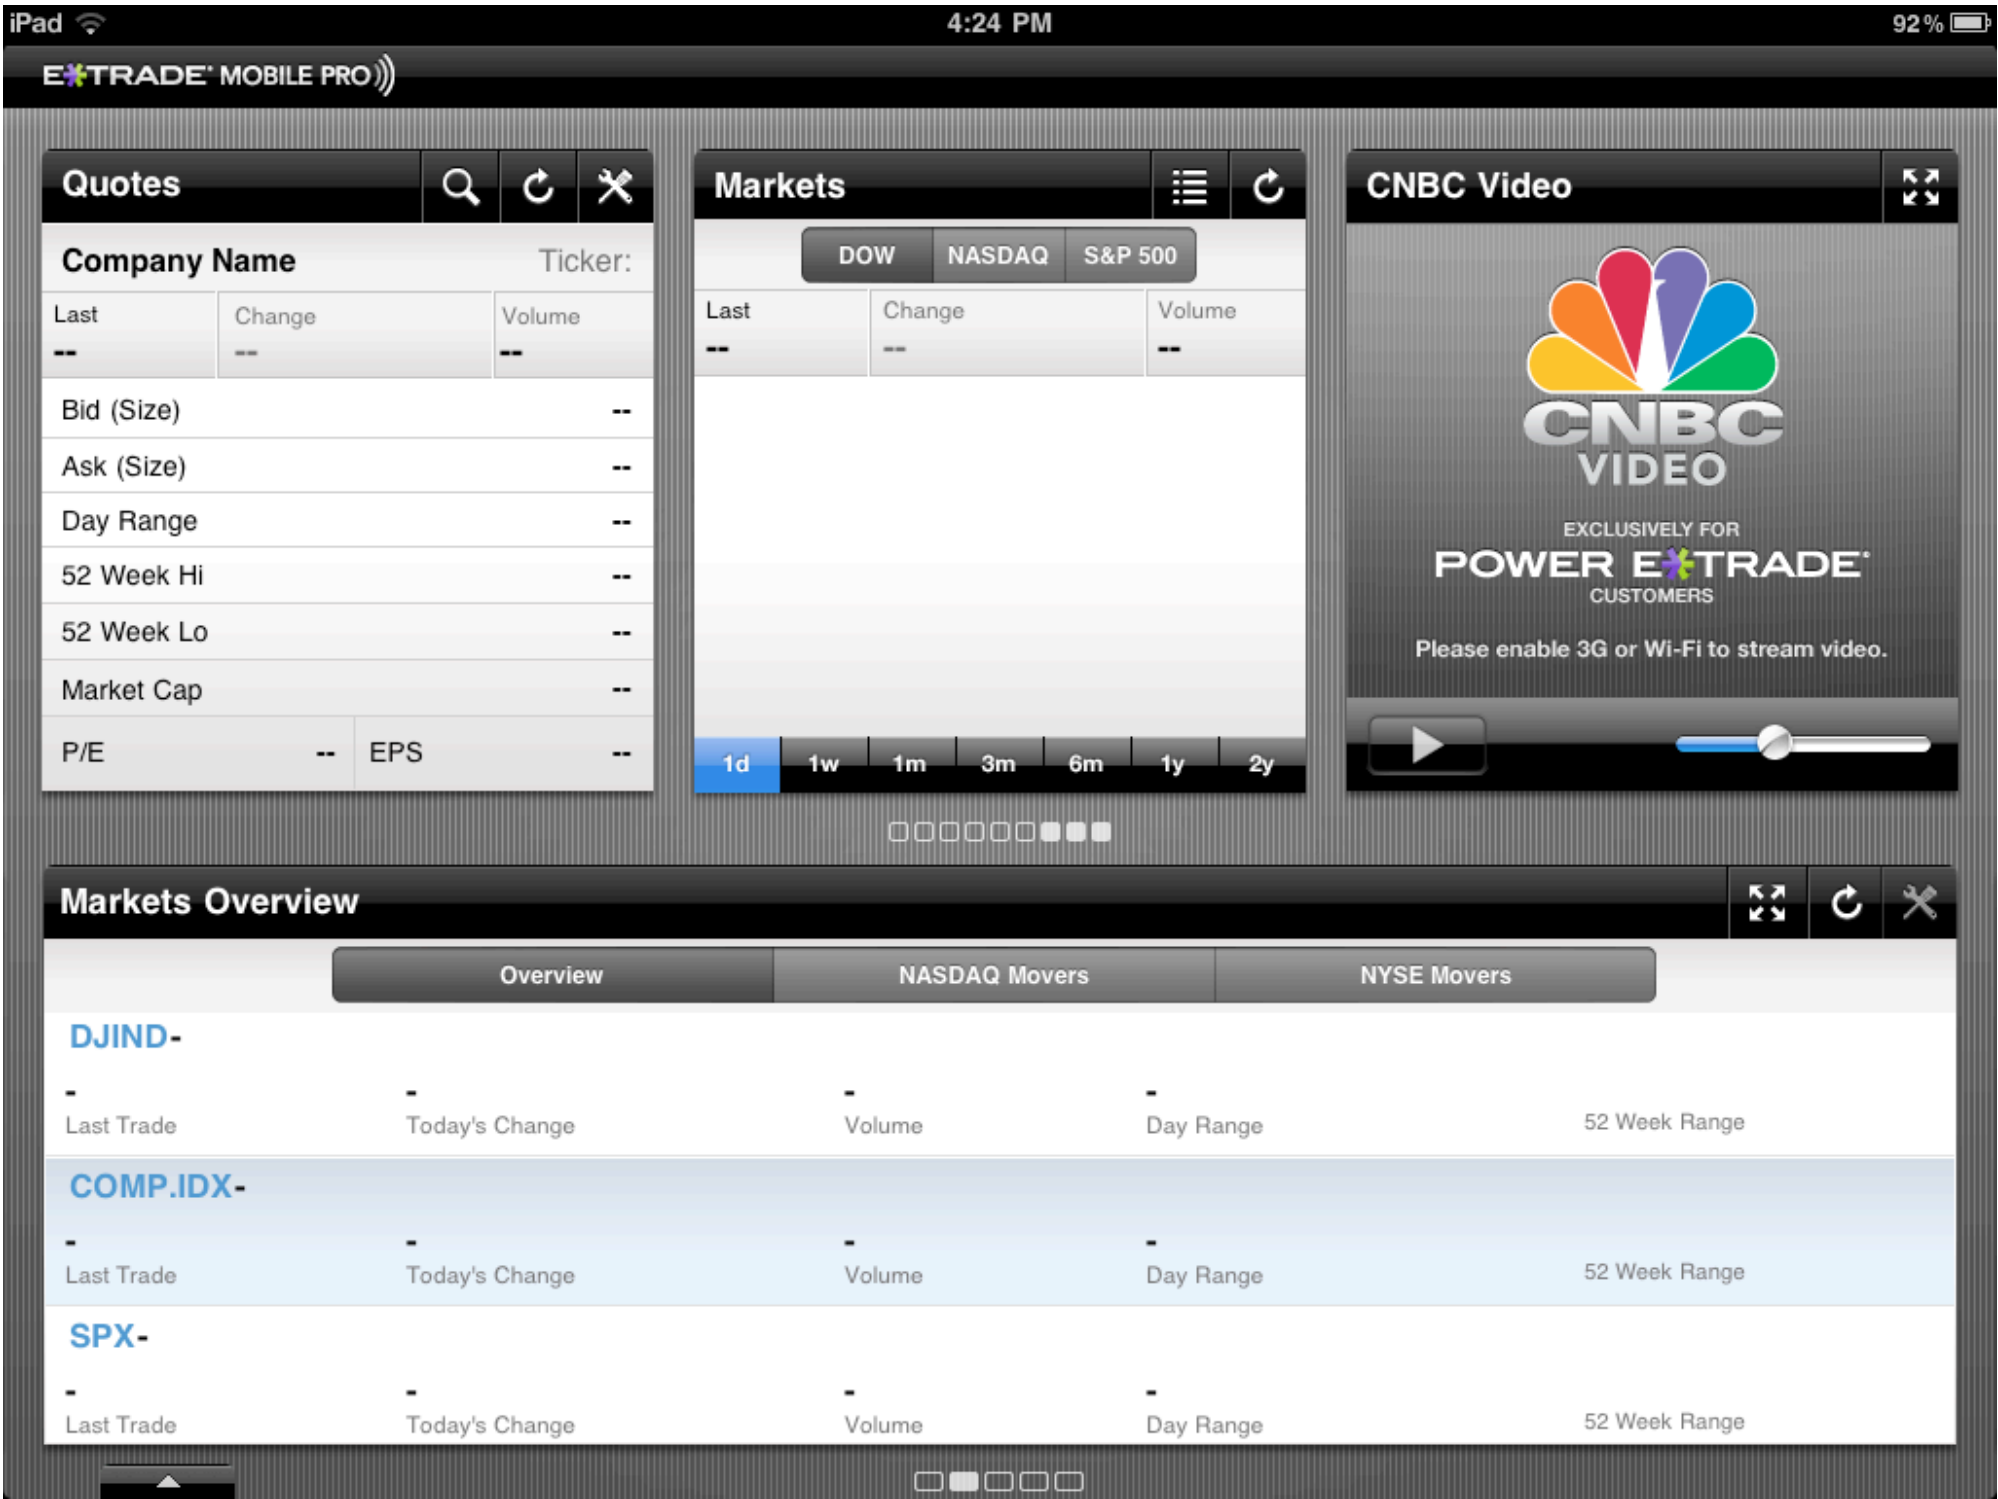 iPad 4:24 PM 92%
E*TRADE® MOBILE PRO
Quotes
Company Name Ticker:
Last Change Volume
-- -- --
Bid (Size) --
Ask (Size) --
Day Range --
52 Week Hi --
52 Week Lo --
Market Cap --
P/E -- EPS --
Markets
DOW NASDAQ S&P 500
Last Change Volume
-- -- --
1d 1w 1m 3m 6m 1y 2y
CNBC Video
CNBC
VIDEO
EXCLUSIVELY FOR
POWER E*TRADE®
CUSTOMERS
Please enable 3G or Wi-Fi to stream video.
Markets Overview
Overview NASDAQ Movers NYSE Movers
DJIND-
- - - -
Last Trade Today's Change Volume Day Range 52 Week Range
COMP.IDX-
- - - -
Last Trade Today's Change Volume Day Range 52 Week Range
SPX-
- - - -
Last Trade Today's Change Volume Day Range 52 Week Range